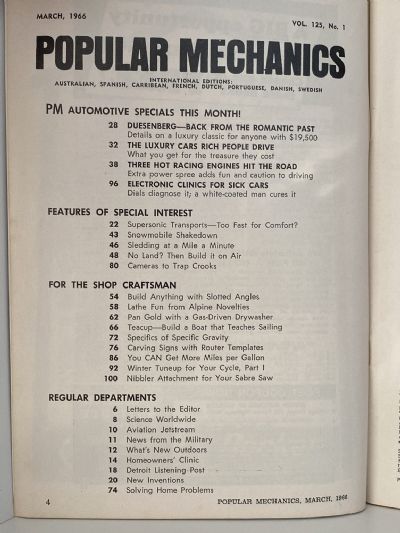 MARCH, 1966
VOL. 125, No. 1
POPULAR MECHANICS
INTERNATIONAL EDITIONS:
AUSTRALIAN, SPANISH, CARRIBEAN, FRENCH, DUTCH, PORTUGUESE, DANISH, SWEDISH
PM AUTOMOTIVE SPECIALS THIS MONTH!
28 DUESENBERG—BACK FROM THE ROMANTIC PAST
Details on a luxury classic for anyone with $19,500
32 THE LUXURY CARS RICH PEOPLE DRIVE
What you get for the treasure they cost
38 THREE HOT RACING ENGINES HIT THE ROAD
Extra power spree adds fun and caution to driving
96 ELECTRONIC CLINICS FOR SICK CARS
Dials diagnose it; a white-coated man cures it
FEATURES OF SPECIAL INTEREST
22 Supersonic Transports—Too Fast for Comfort?
43 Snowmobile Shakedown
46 Sledding at a Mile a Minute
48 No Land? Then Build it on Air
80 Cameras to Trap Crooks
FOR THE SHOP CRAFTSMAN
54 Build Anything with Slotted Angles
58 Lathe Fun from Alpine Novelties
62 Pan Gold with a Gas-Driven Drywasher
66 Teacup—Build a Boat that Teaches Sailing
72 Specifics of Specific Gravity
76 Carving Signs with Router Templates
86 You CAN Get More Miles per Gallon
92 Winter Tuneup for Your Cycle, Part I
100 Nibbler Attachment for Your Sabre Saw
REGULAR DEPARTMENTS
6 Letters to the Editor
8 Science Worldwide
10 Aviation Jetstream
11 News from the Military
12 What's New Outdoors
14 Homeowners' Clinic
18 Detroit Listening Post
20 New Inventions
74 Solving Home Problems
4
POPULAR MECHANICS, MARCH, 1966